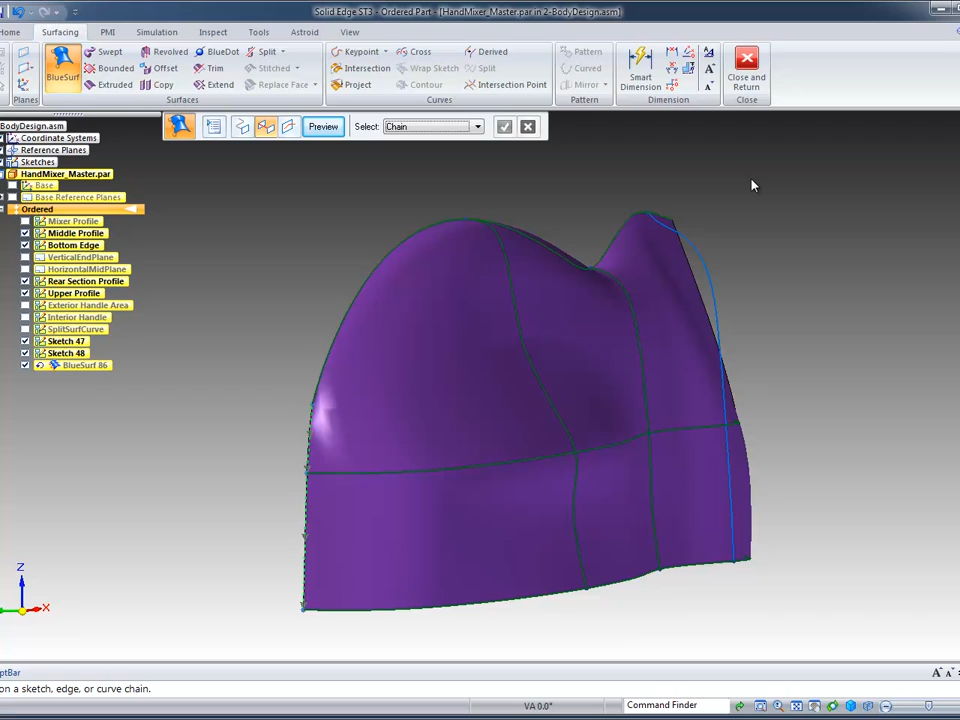 Solid Edge ST3 - Ordered Part - [HandMixer_Master.par in 2-BodyDesign.asm]
Home Surfacing PMI Simulation Inspect Tools Astroid View
Planes
BlueSurf
Swept Revolved BlueDot Split
Bounded Offset Trim Stitched
Extruded Copy Extend Replace Face
Surfaces
Keypoint Cross Derived
Intersection Wrap Sketch Split
Project Contour Intersection Point
Curves
Pattern
Curved
Mirror
Pattern
Smart
Dimension
Dimension
Close and
Return
Close
Preview Select: Chain
BodyDesign.asm
Coordinate Systems
Reference Planes
Sketches
HandMixer_Master.par
Base
Base Reference Planes
Ordered
Mixer Profile
Middle Profile
Bottom Edge
VerticalEndPlane
HorizontalMidPlane
Rear Section Profile
Upper Profile
Exterior Handle Area
Interior Handle
SplitSurfCurve
Sketch 47
Sketch 48
BlueSurf 86
Z
X
ptBar
on a sketch, edge, or curve chain.
VA 0.0° Command Finder